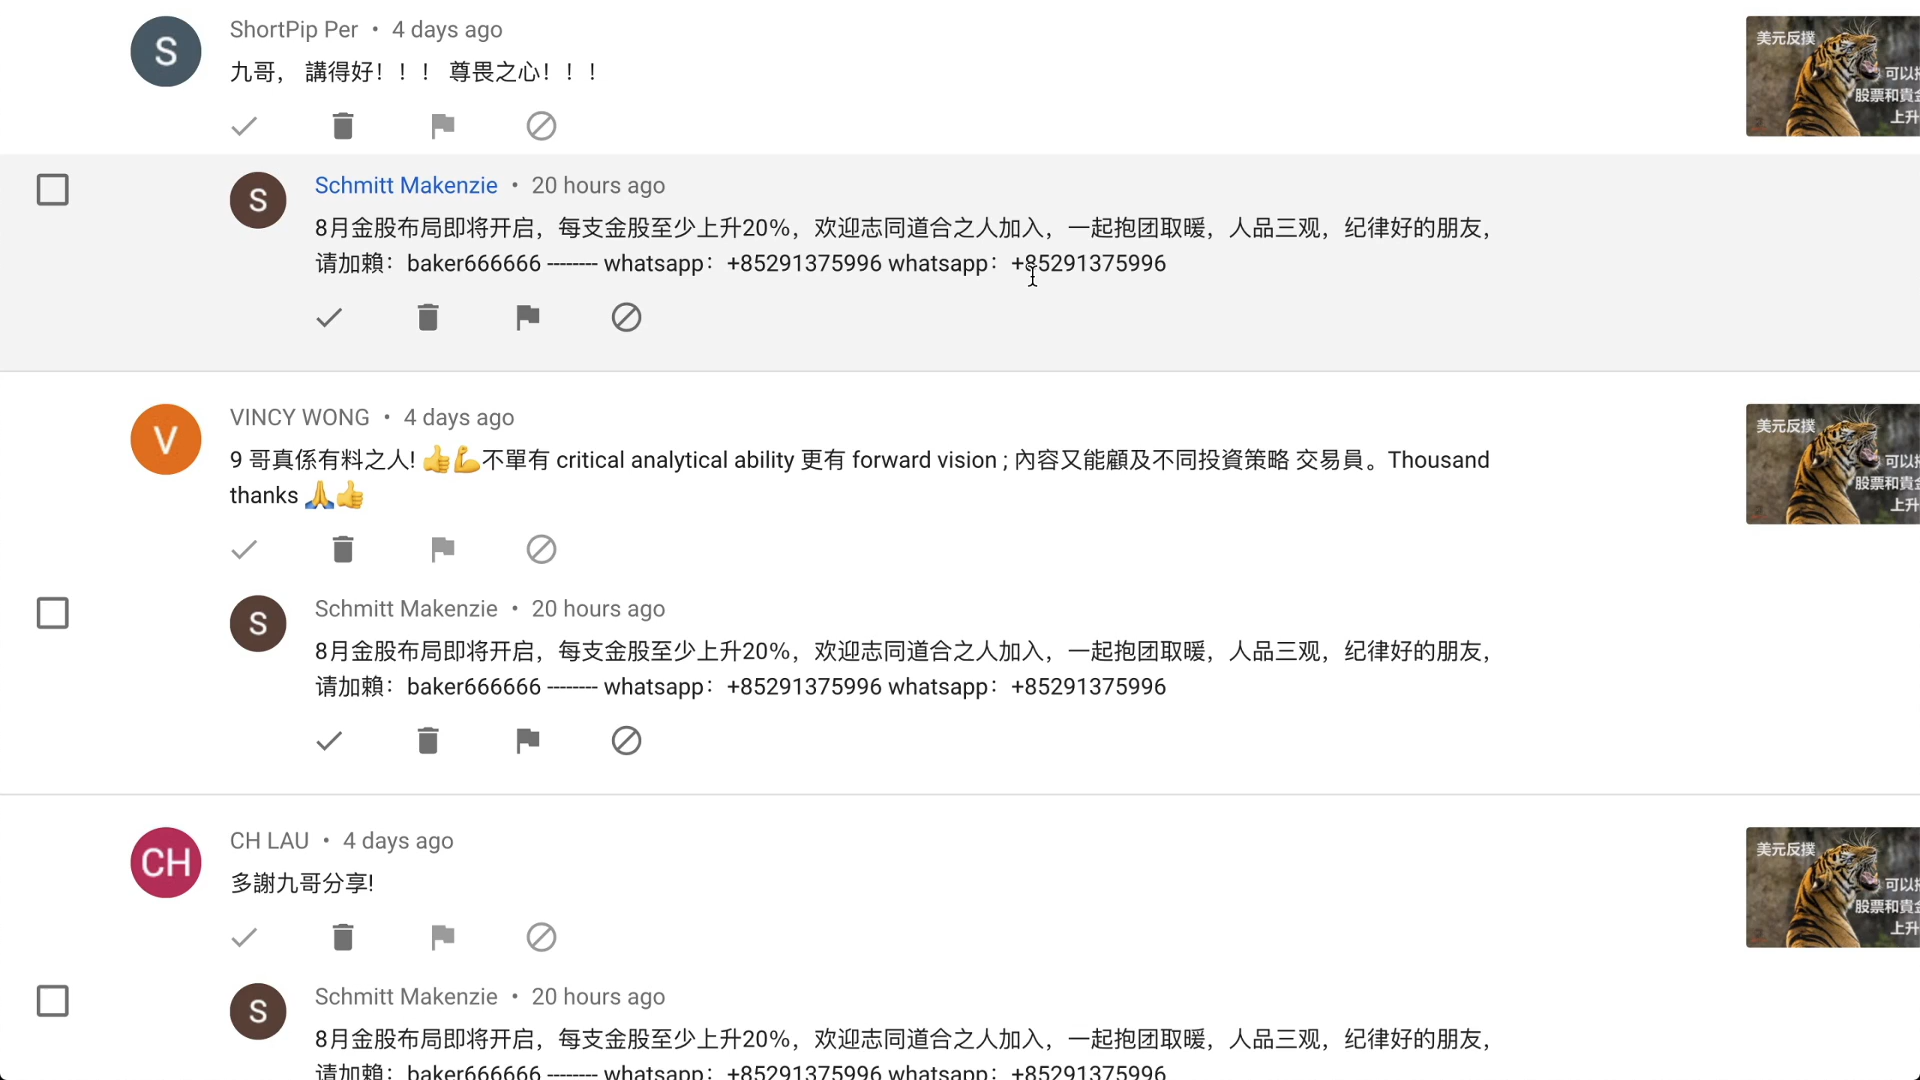 ShortPip Per • 4 days ago
九哥， 講得好！！！ 尊畏之心！！！
美元反撲
可以
股票和貴金
上升
Schmitt Makenzie • 20 hours ago
8月金股布局即将开启，每支金股至少上升20%，欢迎志同道合之人加入，一起抱团取暖，人品三观，纪律好的朋友，
请加賴：baker666666 -------- whatsapp：+85291375996 whatsapp：+85291375996
VINCY WONG • 4 days ago
9 哥真係有料之人! 👍💪不單有 critical analytical ability 更有 forward vision ; 內容又能顧及不同投資策略 交易員。Thousand
thanks 🙏👍
美元反撲
可以
股票和貴金
上升
Schmitt Makenzie • 20 hours ago
8月金股布局即将开启，每支金股至少上升20%，欢迎志同道合之人加入，一起抱团取暖，人品三观，纪律好的朋友，
请加賴：baker666666 -------- whatsapp：+85291375996 whatsapp：+85291375996
CH LAU • 4 days ago
多謝九哥分享!
美元反撲
可以
股票和貴金
上升
Schmitt Makenzie • 20 hours ago
8月金股布局即将开启，每支金股至少上升20%，欢迎志同道合之人加入，一起抱团取暖，人品三观，纪律好的朋友，
请加賴：baker666666 -------- whatsapp：+85291375996 whatsapp：+85291375996
S
S
V
S
CH
S